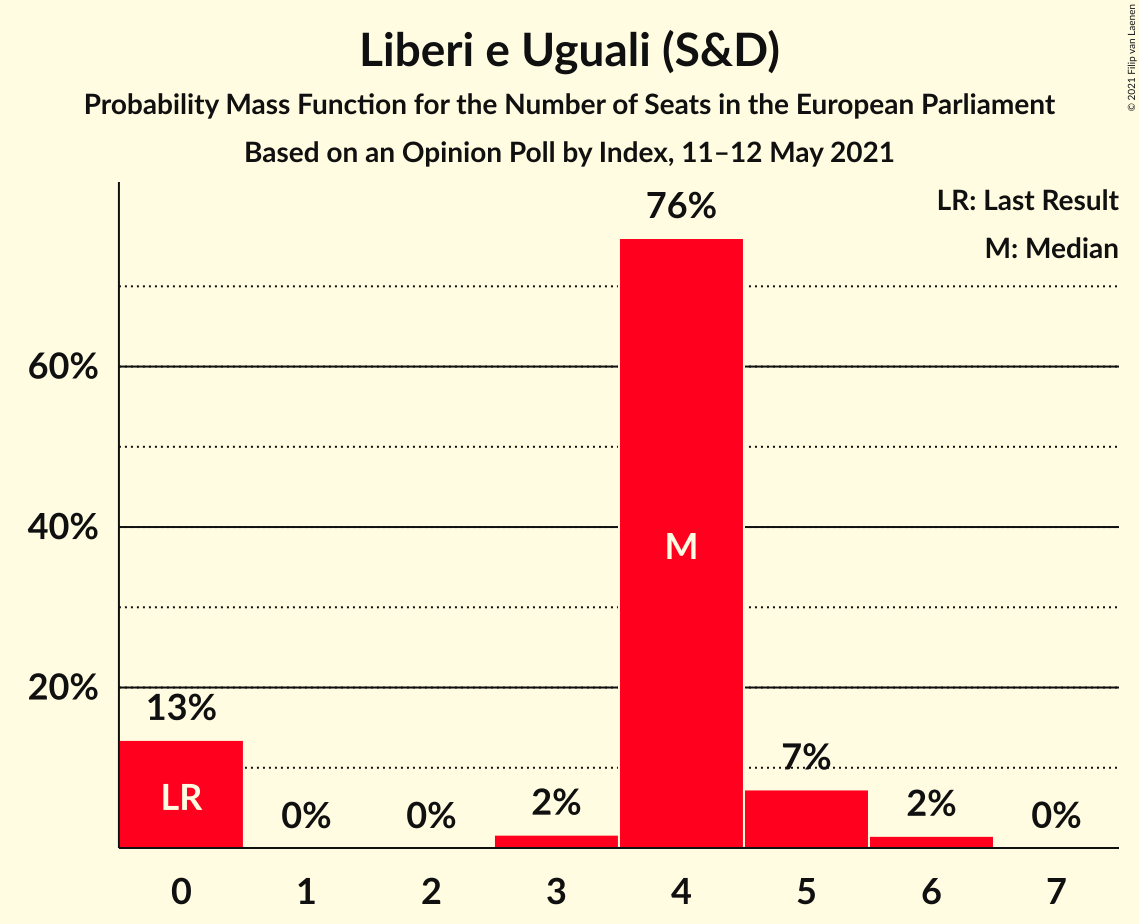 Liberi e Uguali (S&D)
Probability Mass Function for the Number of Seats in the European Parliament
Based on an Opinion Poll by Index, 11–12 May 2021
© 2021 Filip van Laenen
LR: Last Result
M: Median
76%
60%
40%
M
20%
13%
7%
LR
0%
0%
2%
2%
0%
0
1
2
3
4
5
6
7